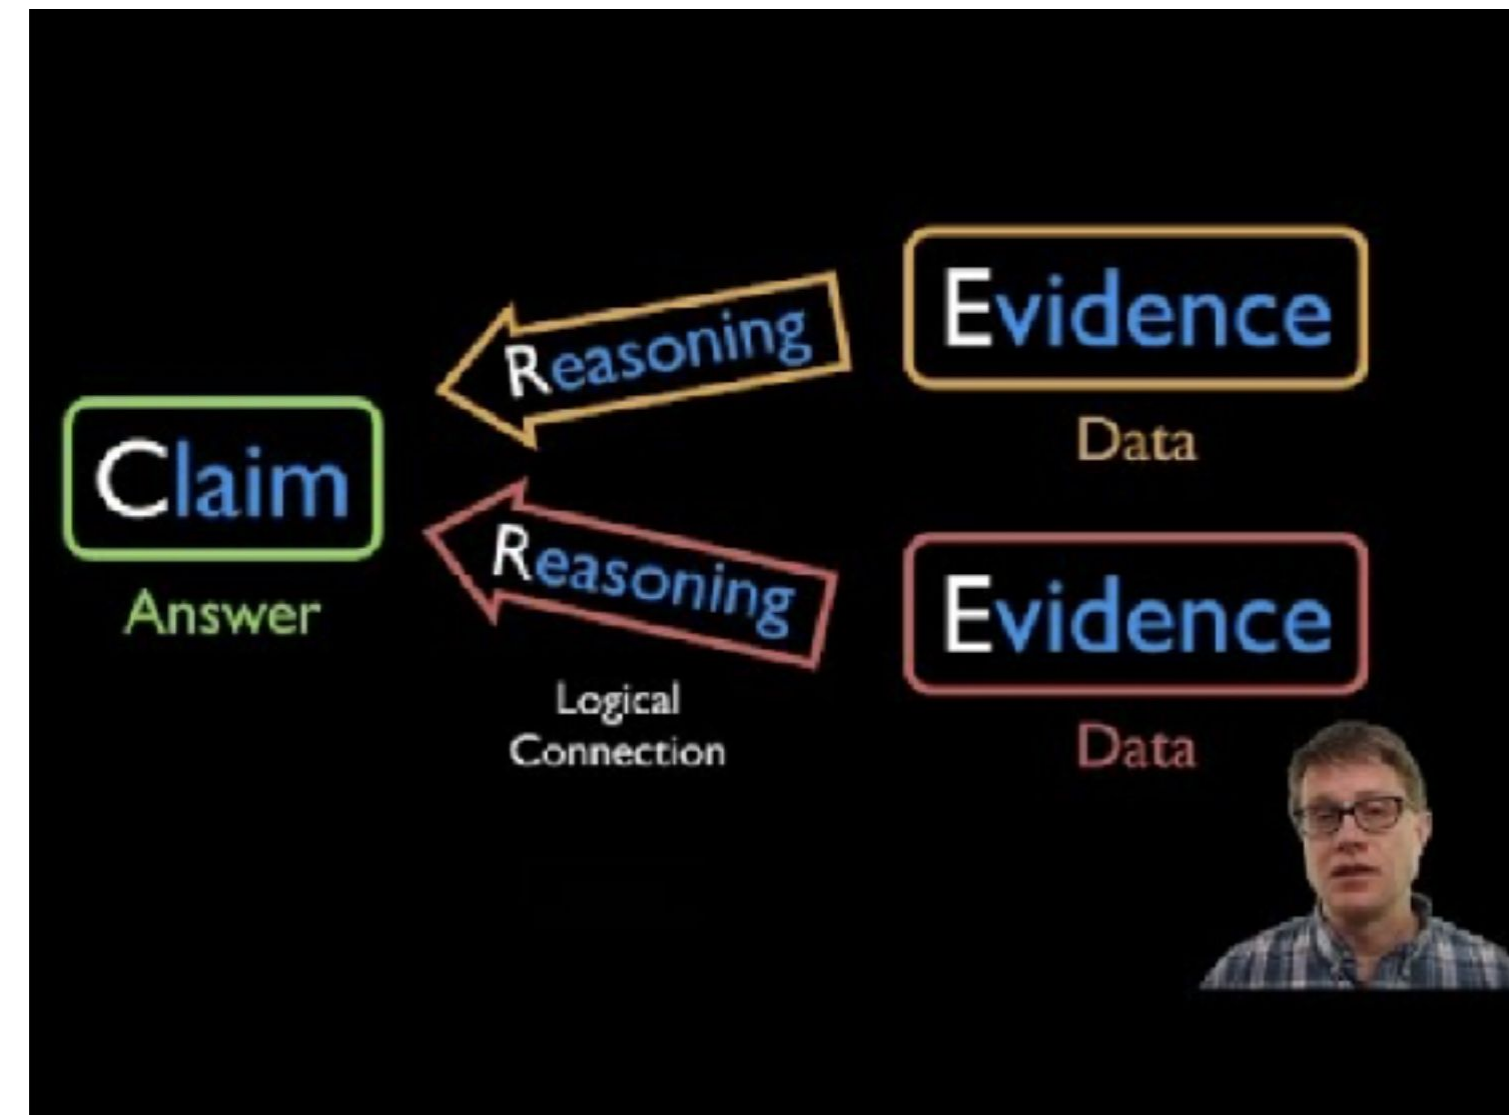 Claim
Answer
Reasoning
Reasoning
Logical
Connection
Evidence
Data
Evidence
Data